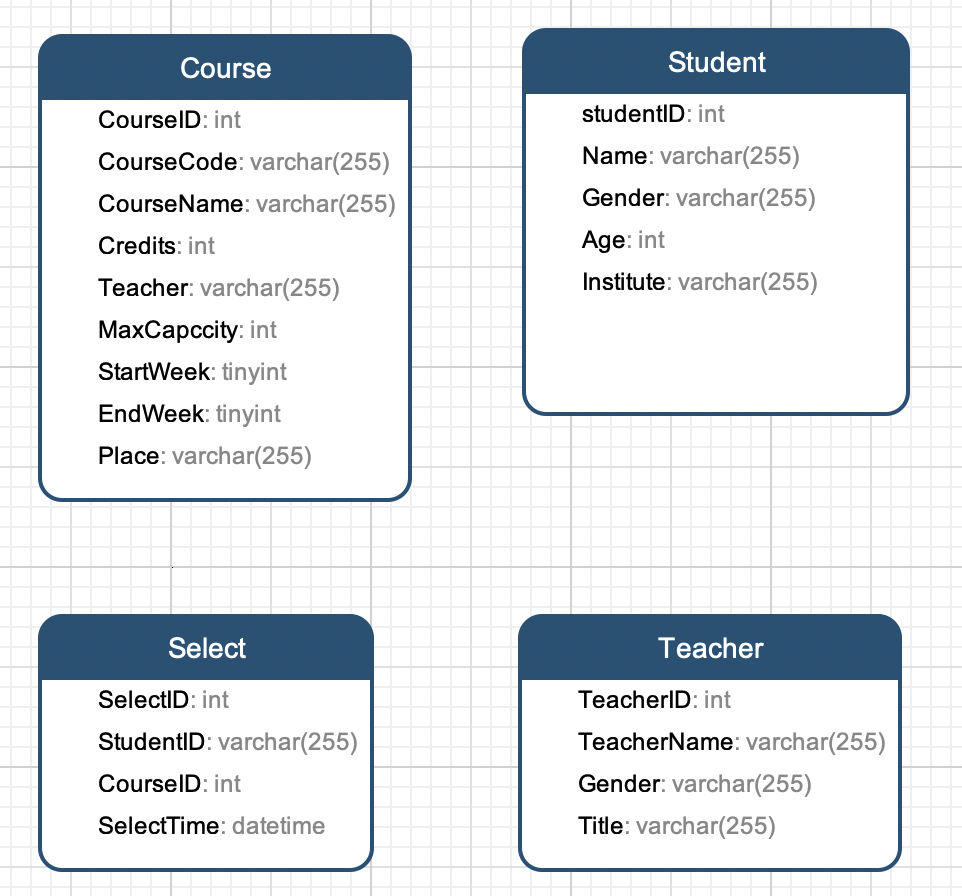 Course
CourseID: int
CourseCode: varchar(255)
CourseName: varchar(255)
Credits: int
Teacher: varchar(255)
MaxCapccity: int
StartWeek: tinyint
EndWeek: tinyint
Place: varchar(255)
Student
studentID: int
Name: varchar(255)
Gender: varchar(255)
Age: int
Institute: varchar(255)
Select
SelectID: int
StudentID: varchar(255)
CourseID: int
SelectTime: datetime
Teacher
TeacherID: int
TeacherName: varchar(255)
Gender: varchar(255)
Title: varchar(255)